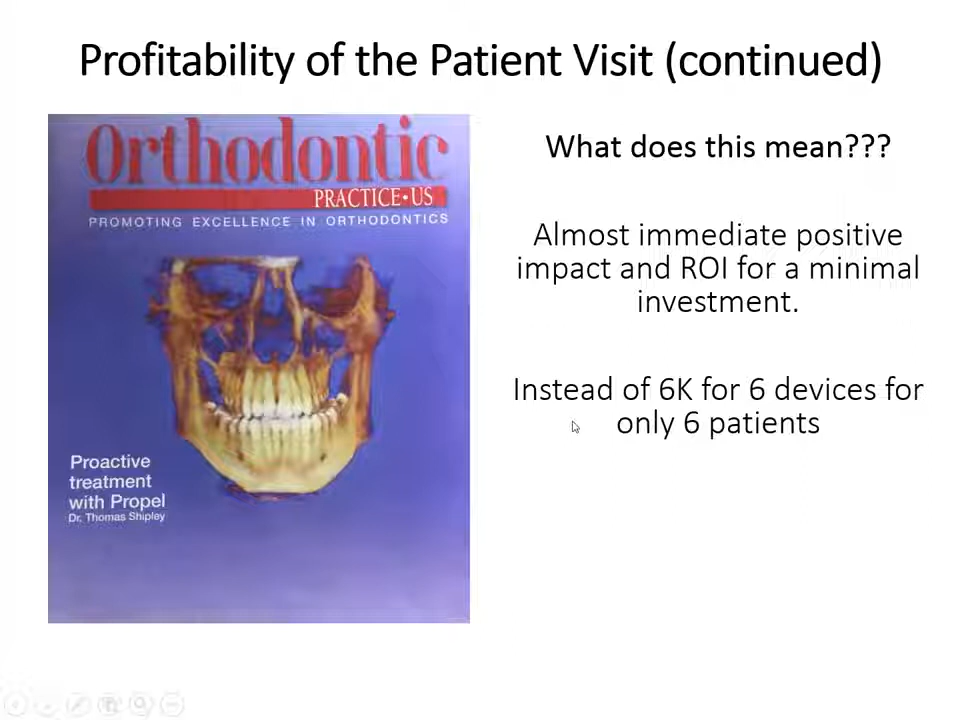 Profitability of the Patient Visit (continued)
Orthodontic
PRACTICE•US
PROMOTING EXCELLENCE IN ORTHODONTICS
Proactive
treatment
with Propel
Dr. Thomas Shipley
What does this mean???
Almost immediate positive
impact and ROI for a minimal
investment.
Instead of 6K for 6 devices for
only 6 patients